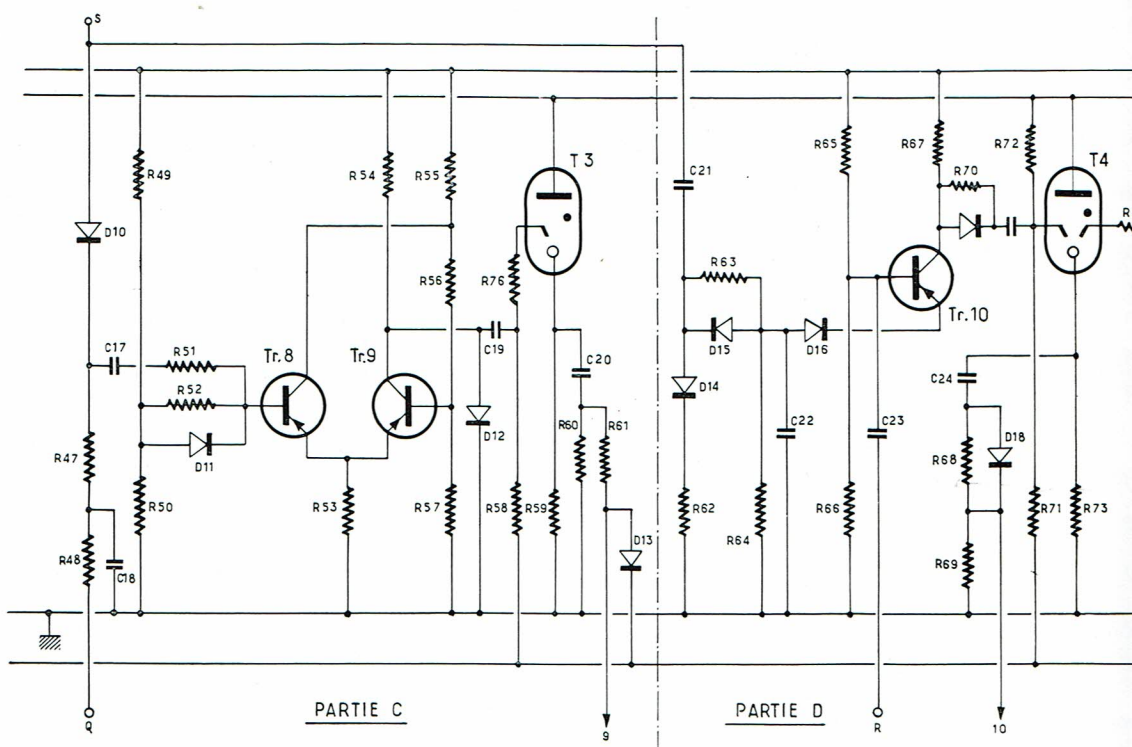 S
R49
R54
R55
T3
C21
R65
R67
R72
T4
R70
D10
R56
R76
R63
Tr.10
C17
R51
Tr.8
Tr.9
C19
C20
D15
D16
C24
R52
D14
D11
D12
R60
R61
C22
C23
D18
R47
R68
R50
R53
R57
R58
R59
R62
R64
R66
R71
R73
R48
C18
D13
R69
PARTIE C
PARTIE D
Q
9
R
10